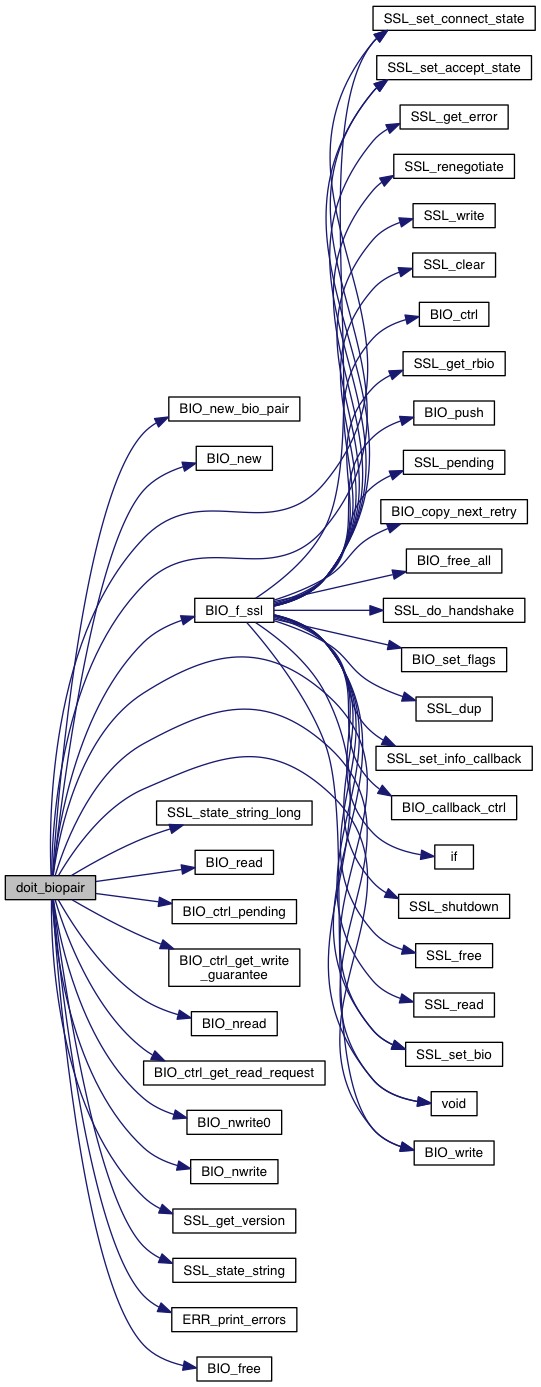 SSL_set_connect_state
SSL_set_accept_state
SSL_get_error
SSL_renegotiate
SSL_write
SSL_clear
BIO_ctrl
SSL_get_rbio
BIO_new_bio_pair
BIO_push
BIO_new
SSL_pending
BIO_copy_next_retry
BIO_free_all
BIO_f_ssl
SSL_do_handshake
BIO_set_flags
SSL_dup
SSL_set_info_callback
BIO_callback_ctrl
SSL_state_string_long
if
BIO_read
doit_biopair
SSL_shutdown
BIO_ctrl_pending
SSL_free
BIO_ctrl_get_write
_guarantee
SSL_read
BIO_nread
SSL_set_bio
BIO_ctrl_get_read_request
void
BIO_nwrite0
BIO_write
BIO_nwrite
SSL_get_version
SSL_state_string
ERR_print_errors
BIO_free